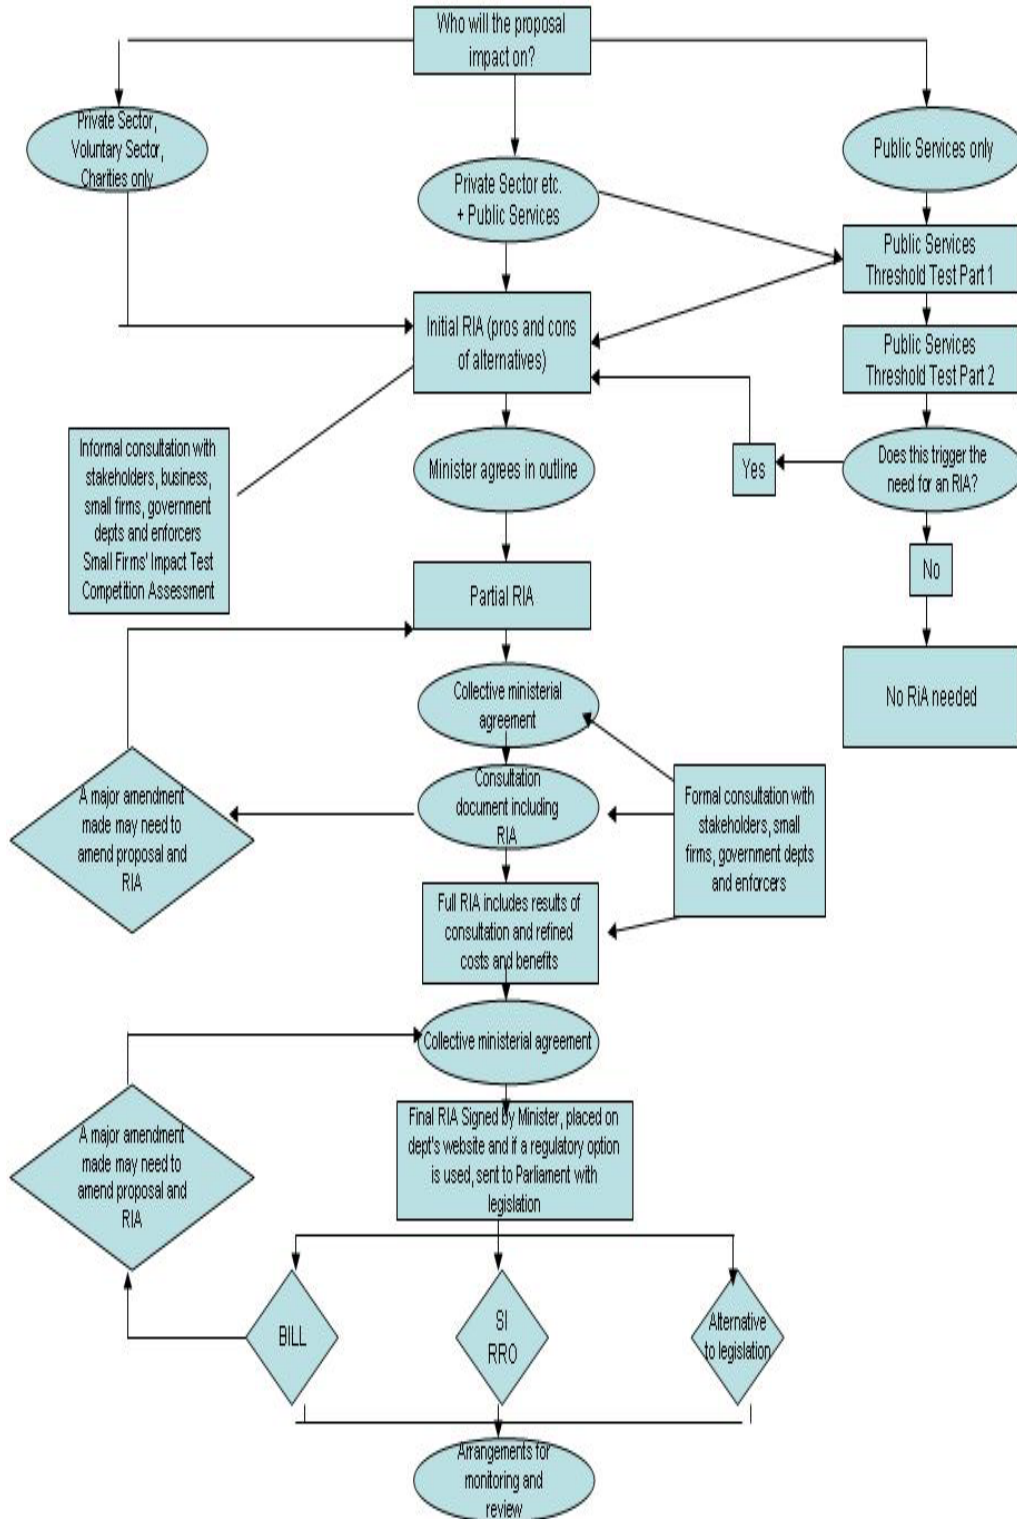 Who will the proposal
impact on?
Private Sector,
Voluntary Sector,
Charities only
Private Sector etc.
+ Public Services
Public Services only
Public Services
Threshold Test Part 1
Initial RIA (pros and cons
of alternatives)
Public Services
Threshold Test Part 2
Informal consultation with
stakeholders, business,
small firms, government
depts and enforcers
Small Firms' Impact Test
Competition Assessment
Minister agrees in outline
Yes
Does this trigger the
need for an RIA?
No
Partial RIA
No RiA needed
Collective ministerial
agreement
A major amendment
made may need to
amend proposal and
RIA
Consultation
document including
RIA
Formal consultation with
stakeholders, small
firms, government depts
and enforcers
Full RIA includes results of
consultation and refined
costs and benefits
Collective ministerial agreement
A major amendment
made may need to
amend proposal and
RIA
Final RIA Signed by Minister, placed on
dept's website and if a regulatory option
is used, sent to Parliament with
legislation
BILL
SI
RRO
Alternative
to legislation
Arrangements for
monitoring and
review